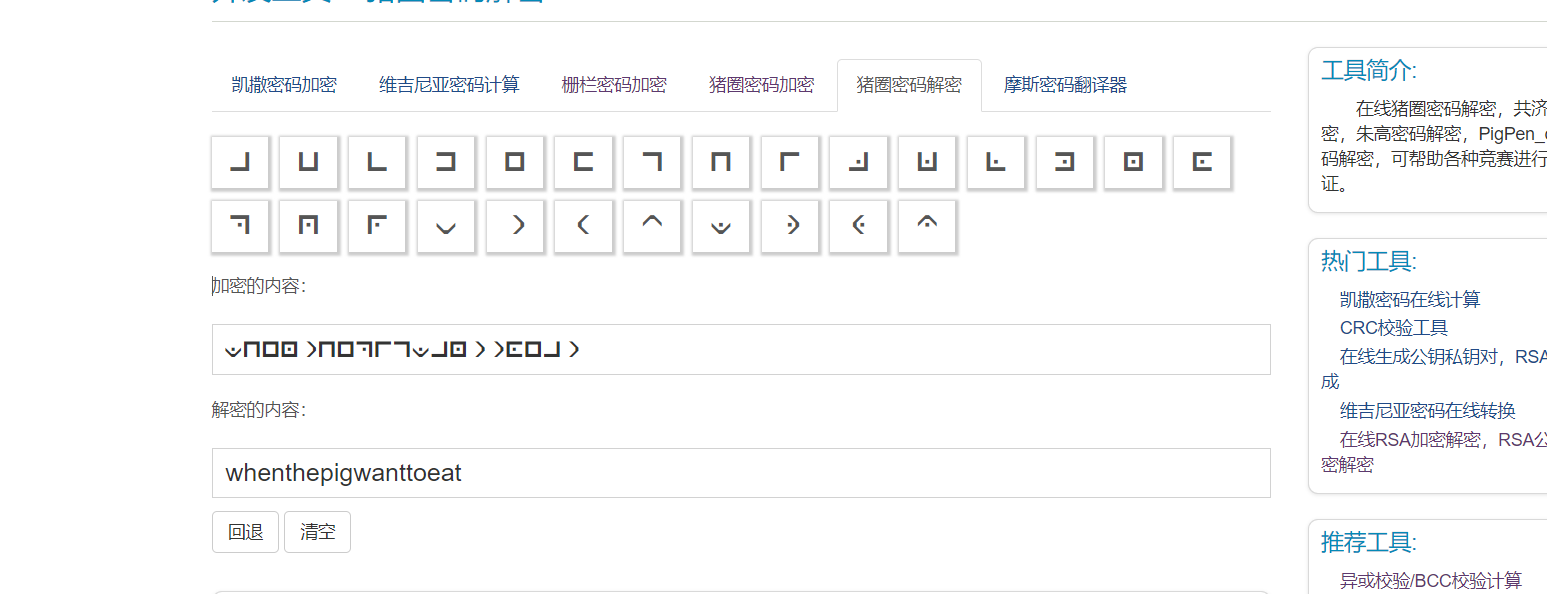 凯撒密码加密 维吉尼亚密码计算 栅栏密码加密 猪圈密码加密 猪圈密码解密 摩斯密码翻译器
加密的内容：
解密的内容：
whenthepigwanttoeat
回退 清空
工具简介:
在线猪圈密码解密，共济
密，朱高密码解密，PigPen_
码解密，可帮助各种竞赛进行
证。
热门工具:
凯撒密码在线计算
CRC校验工具
在线生成公钥私钥对，RSA
成
维吉尼亚密码在线转换
在线RSA加密解密，RSA公
密解密
推荐工具:
异或校验/BCC校验计算